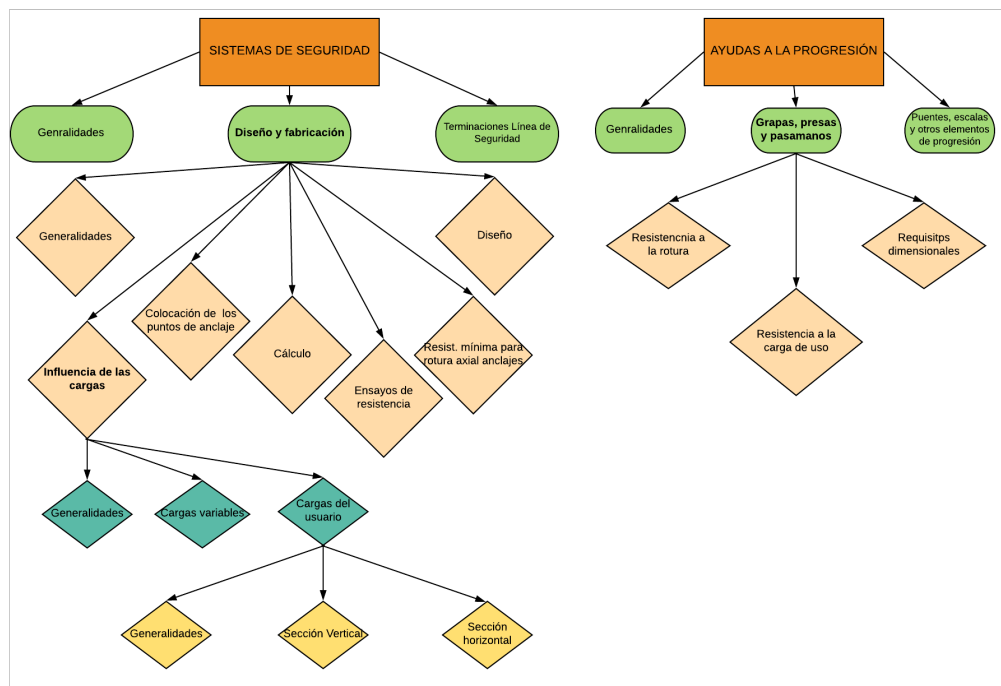 SISTEMAS DE SEGURIDAD
AYUDAS A LA PROGRESIÓN
Genralidades
Diseño y fabricación
Terminaciones Línea de
Seguridad
Genralidades
Grapas, presas
y pasamanos
Puentes, escalas
y otros elementos
de progresión
Generalidades
Diseño
Resistencnia a
la rotura
Requisitps
dimensionales
Colocación de los
puntos de anclaje
Cálculo
Resist. mínima para
rotura axial anclajes
Resistencia a la
carga de uso
Influencia de las
cargas
Ensayos de
resistencia
Generalidades
Cargas variables
Cargas del
usuario
Generalidades
Sección Vertical
Sección
horizontal